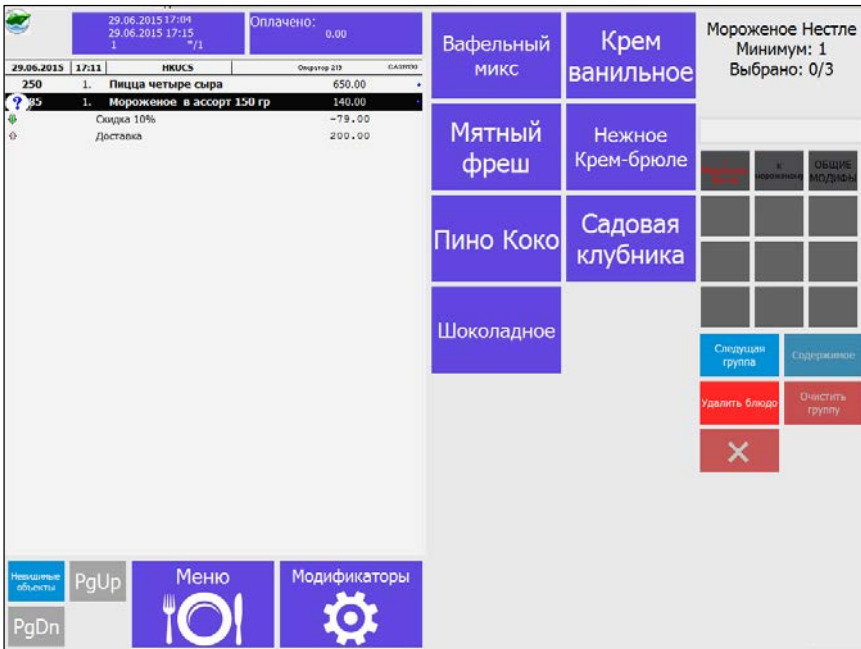 29.06.2015 17:04
29.06.2015 17:15
1 */1
Оплачено:
0.00
29.06.2015 17:11 HKUCS Оператор 219
250 1. Пицца четыре сыра 650.00
? 85 1. Мороженое в ассорт 150 гр 140.00
Скидка 10% -79.00
Доставка 200.00
Невидимые
объекты
PgUp
PgDn
Меню
Модификаторы
Вафельный
микс
Крем
ванильное
Мятный
фреш
Нежное
Крем-брюле
Пино Коко
Садовая
клубника
Шоколадное
Мороженое Нестле
Минимум: 1
Выбрано: 0/3
к
мороженому
ОБЩИЕ
МОДИФЫ
Следущая
группа
Содержимое
Удалить блюдо
Очистить
группу